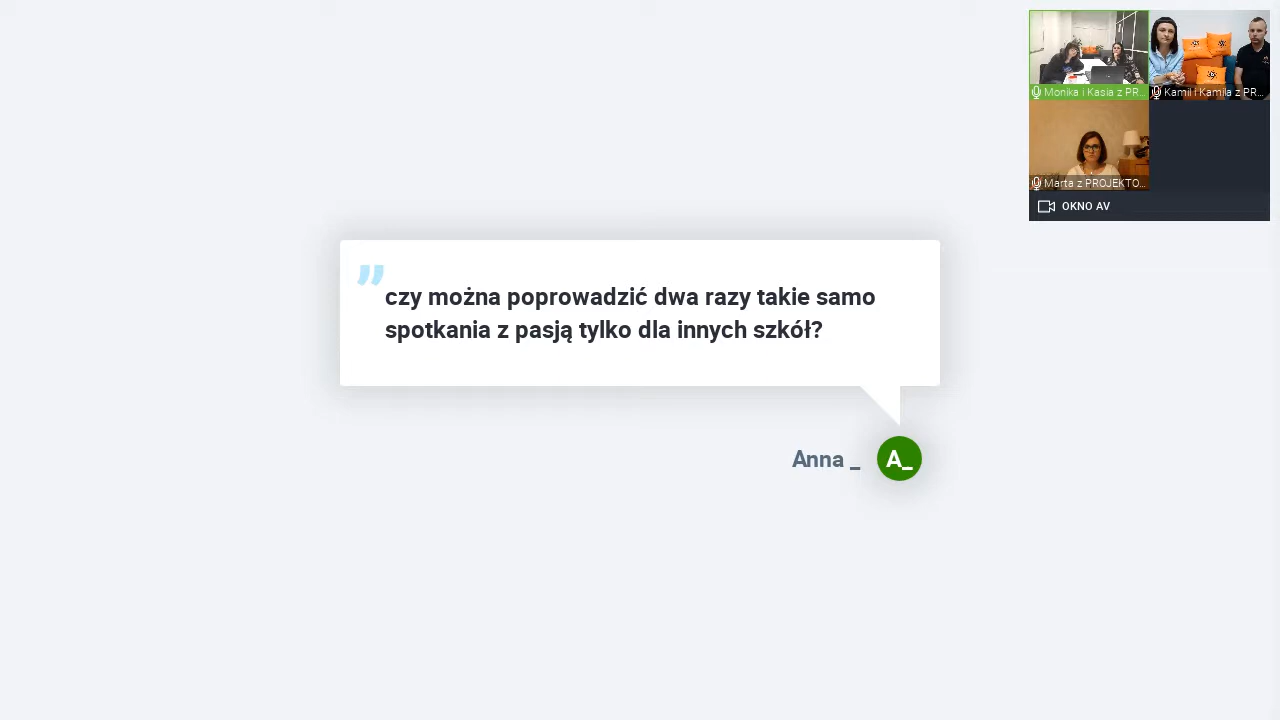 Monika i Kasia z PR...
Kamil i Kamila z PR...
Marta z PROJEKTO...
OKNO AV
”
czy można poprowadzić dwa razy takie samo
spotkania z pasją tylko dla innych szkół?
Anna _
A_